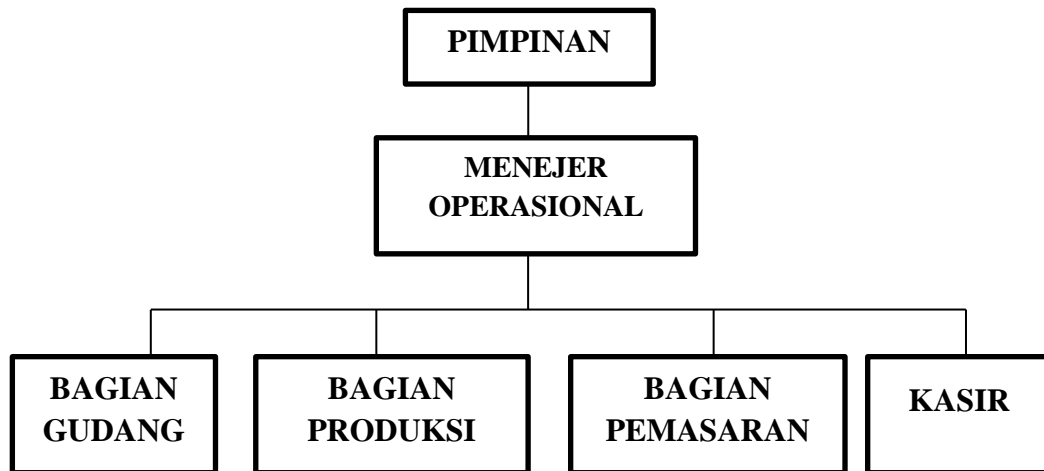 PIMPINAN
MENEJER
OPERASIONAL
BAGIAN
GUDANG
BAGIAN
PRODUKSI
BAGIAN
PEMASARAN
KASIR